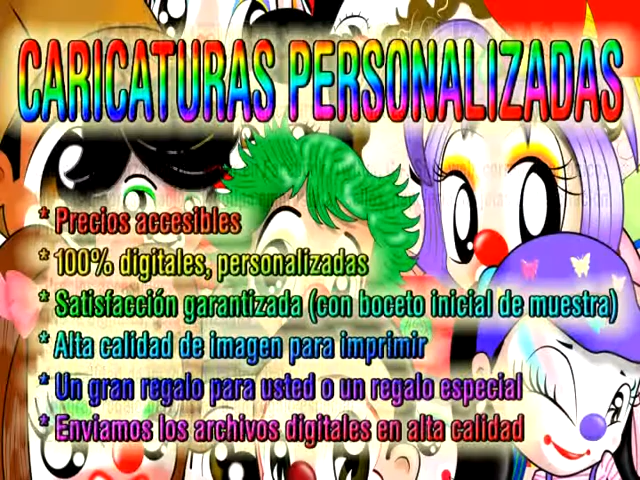 CARICATURAS PERSONALIZADAS
* Precios accesibles
* 100% digitales, personalizadas
* Satisfacción garantizada (con boceto inicial de muestra)
* Alta calidad de imagen para imprimir
* Un gran regalo para usted o un regalo especial
* Enviamos los archivos digitales en alta calidad